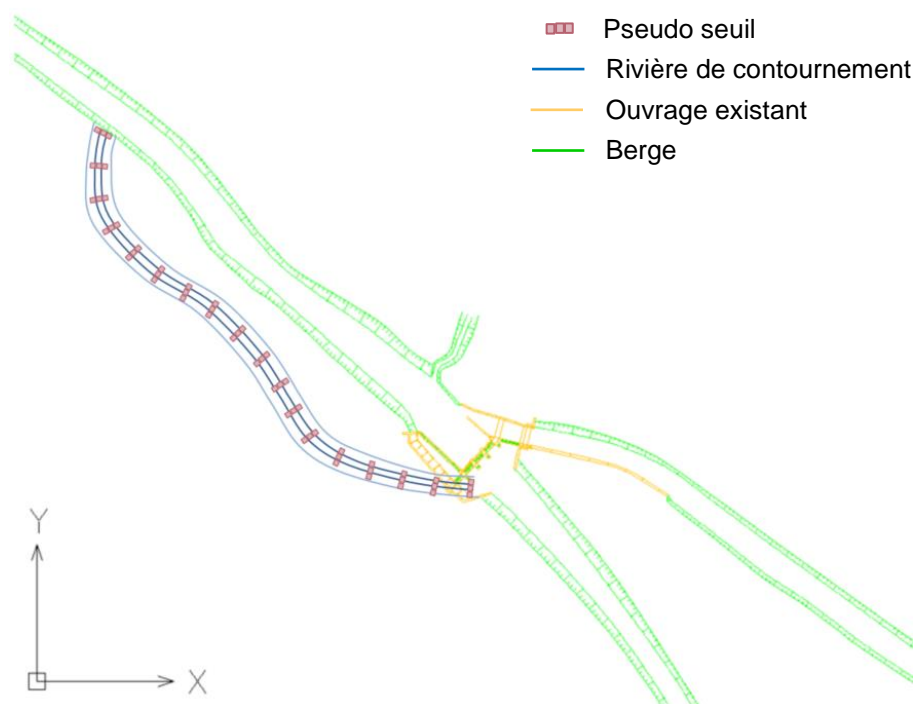 Pseudo seuil
Rivière de contournement
Ouvrage existant
Berge
Y
X